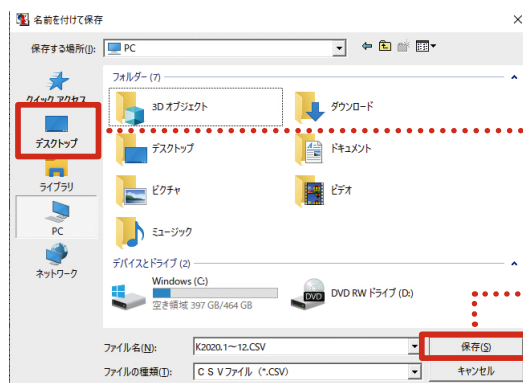 名前を付けて保存
保存する場所(I):
PC
クイック アクセス
デスクトップ
ライブラリ
PC
ネットワーク
フォルダー (7)
3D オブジェクト
ダウンロード
デスクトップ
ドキュメント
ピクチャ
ビデオ
ミュージック
デバイスとドライブ (2)
Windows (C:)
空き領域 397 GB/464 GB
DVD
DVD RW ドライブ (D:)
ファイル名(N):
K2020.1～12.CSV
保存(S)
ファイルの種類(T):
ＣＳＶファイル (*.CSV)
キャンセル